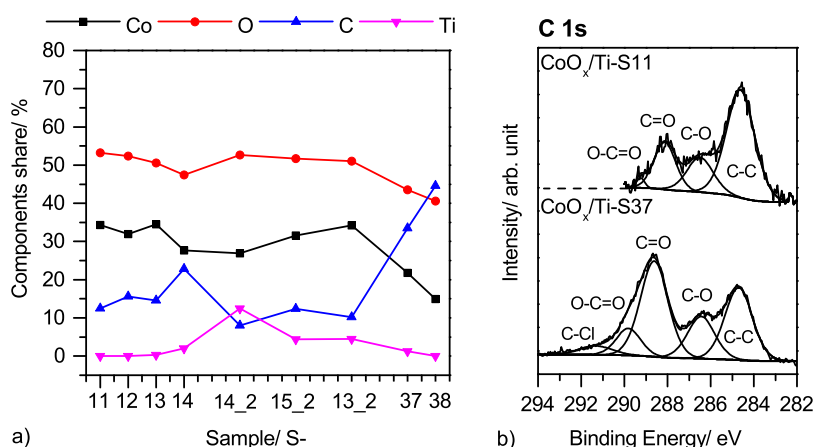 Co O C Ti
80
70
60
50
40
30
20
10
0
Components share/ %
11 12 13 14 14_2 15_2 13_2 37 38
Sample/ S-
a)
C 1s
CoOₓ/Ti-S11
C=O
C-O
O-C=O
C-C
CoOₓ/Ti-S37
C=O
O-C=O
C-O
C-Cl
C-C
Intensity/ arb. unit
294 292 290 288 286 284 282
Binding Energy/ eV
b)